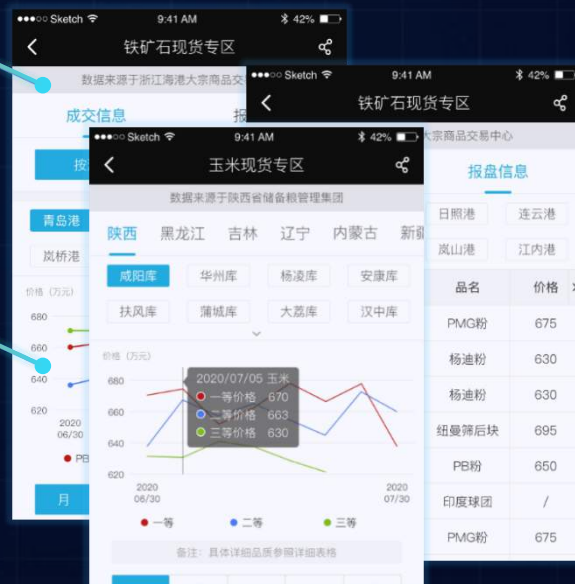 ●●●○○ Sketch 9:41 AM 42%
铁矿石现货专区
数据来源于浙江海港大宗商品交
成交信息 报
按
青岛港
岚桥港
价格（万元）
680
660
640
620
2020
06/30
PB
月
●●●○○ Sketch 9:41 AM 42%
铁矿石现货专区
大宗商品交易中心
报盘信息
日照港 连云港
岚山港 江内港
品名 价格
PMG粉 675
杨迪粉 630
杨迪粉 630
纽曼筛后块 695
PB粉 650
印度球团 /
PMG粉 675
●●●○○ Sketch 9:41 AM 42%
玉米现货专区
数据来源于陕西省储备粮管理集团
陕西 黑龙江 吉林 辽宁 内蒙古 新疆
咸阳库 华州库 杨凌库 安康库
扶风库 蒲城库 大荔库 汉中库
价格（万元）
680
660
640
620
2020/07/05 玉米
一等价格 670
二等价格 663
三等价格 630
2020
06/30
2020
07/30
一等 二等 三等
备注：具体详细品质参照详细表格